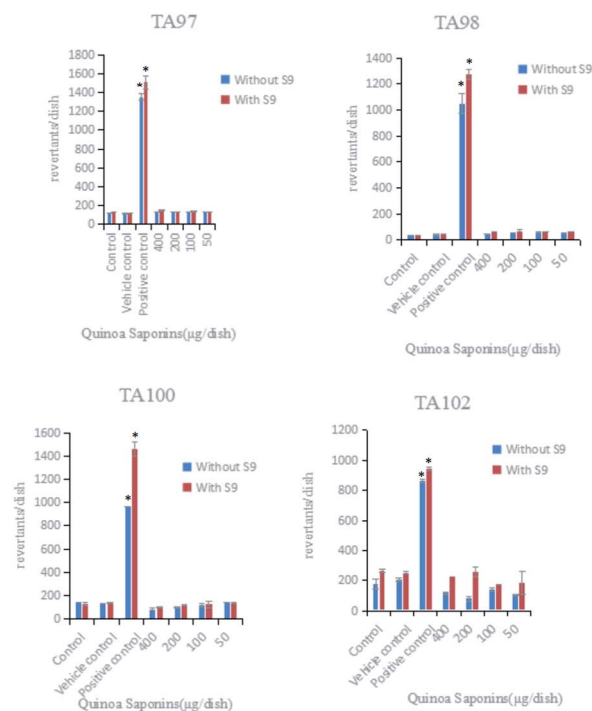 TA97
1800
1600
1400
1200
1000
800
600
400
200
0
revertants/dish
*
*
Without S9
With S9
Control
Vehicle control
Positive control
400
200
100
50
Quinoa Saponins(μg/dish)
TA98
1400
1200
1000
800
600
400
200
0
revertants/dish
*
*
Without S9
With S9
Control
Vehicle control
Positive control
400
200
100
50
Quinoa Saponins(μg/dish)
TA100
1600
1400
1200
1000
800
600
400
200
0
revertants/dish
*
*
Without S9
With S9
Control
Vehicle control
Positive control
400
200
100
50
Quinoa Saponins(μg/dish)
TA102
1200
1000
800
600
400
200
0
revertants/dish
*
*
Without S9
With S9
Control
Vehicle control
Positive control
400
200
100
50
Quinoa Saponins(μg/dish)